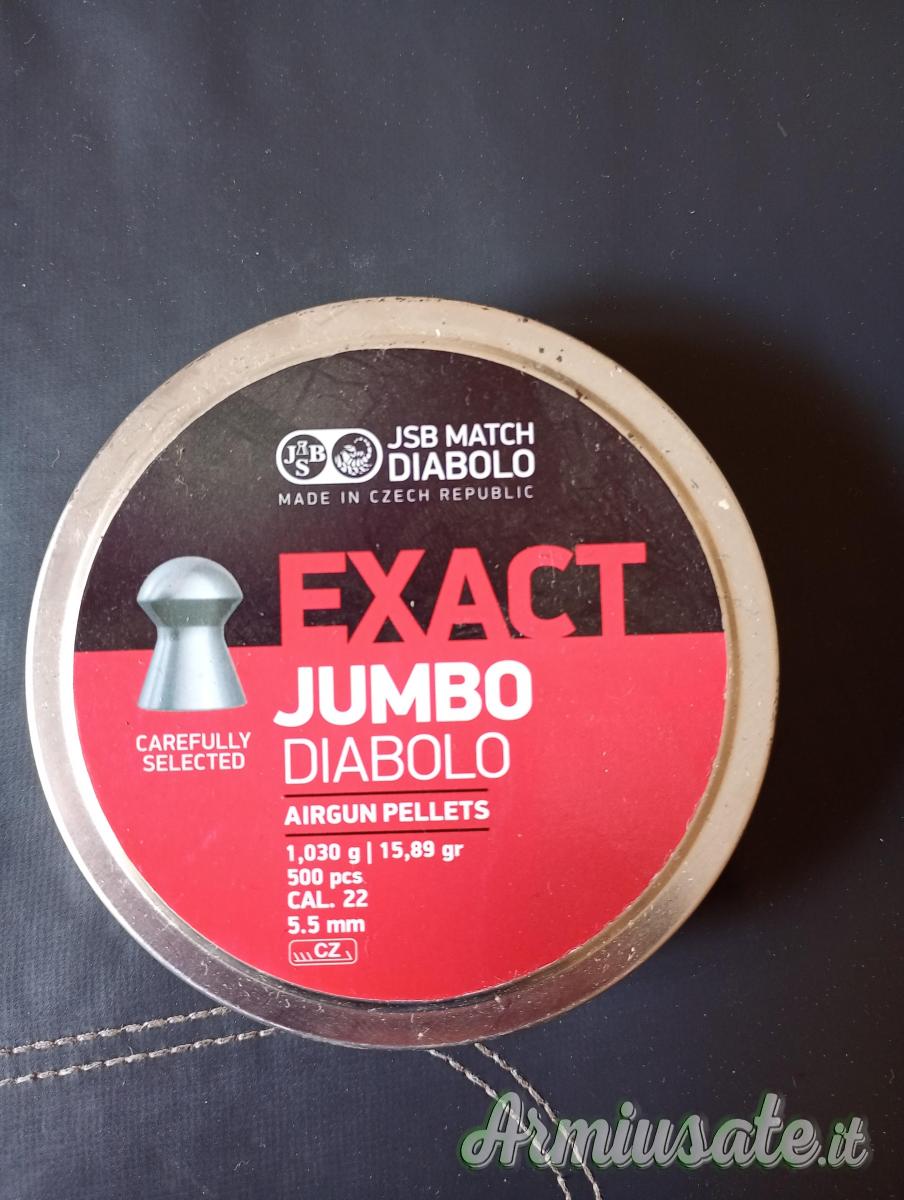 JASB
JSB MATCH
DIABOLO
MADE IN CZECH REPUBLIC
EXACT
JUMBO
DIABOLO
CAREFULLY
SELECTED
AIRGUN PELLETS
1,030 g | 15,89 gr
500 pcs
CAL. 22
5.5 mm
CZ
Armiusate.it